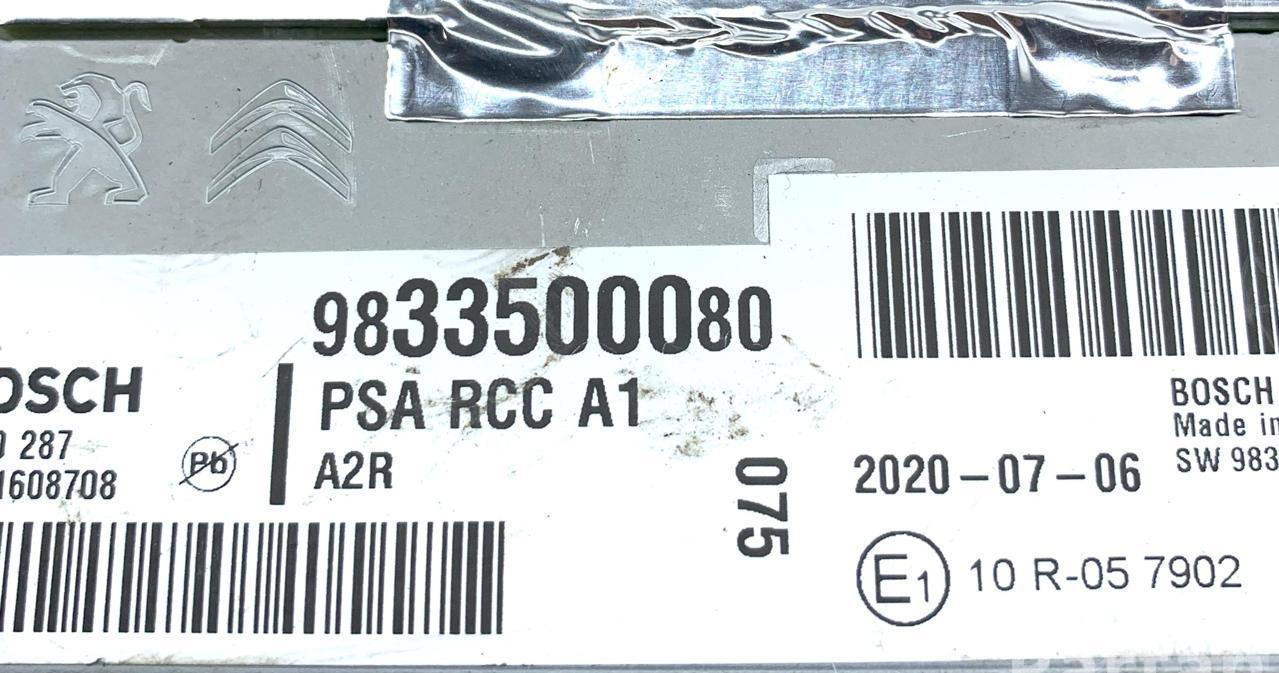 9833500080
OSCH
PSA RCC A1
287
1608708
Pb
A2R
075
BOSCH
Made in
SW 983
2020-07-06
E1
10 R-05 7902